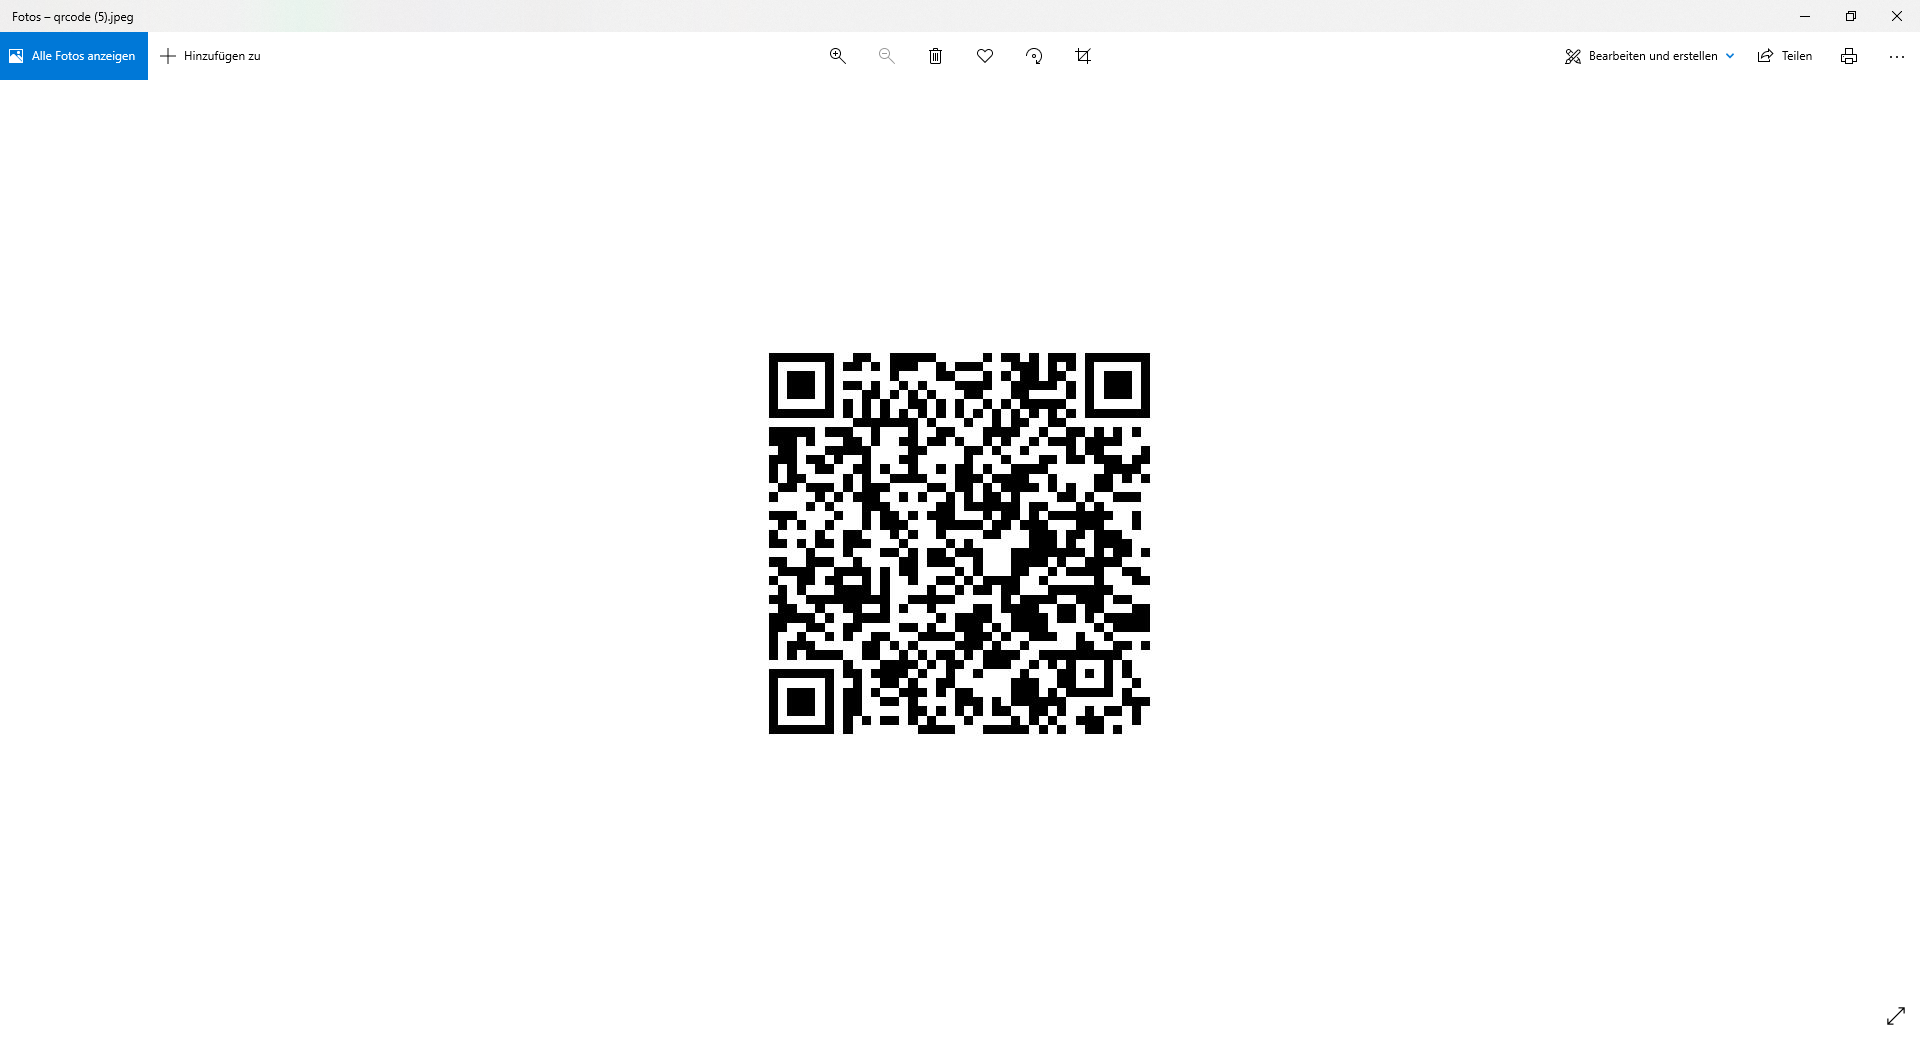 Fotos – qrcode (5).jpeg
Alle Fotos anzeigen
Hinzufügen zu
Bearbeiten und erstellen
Teilen